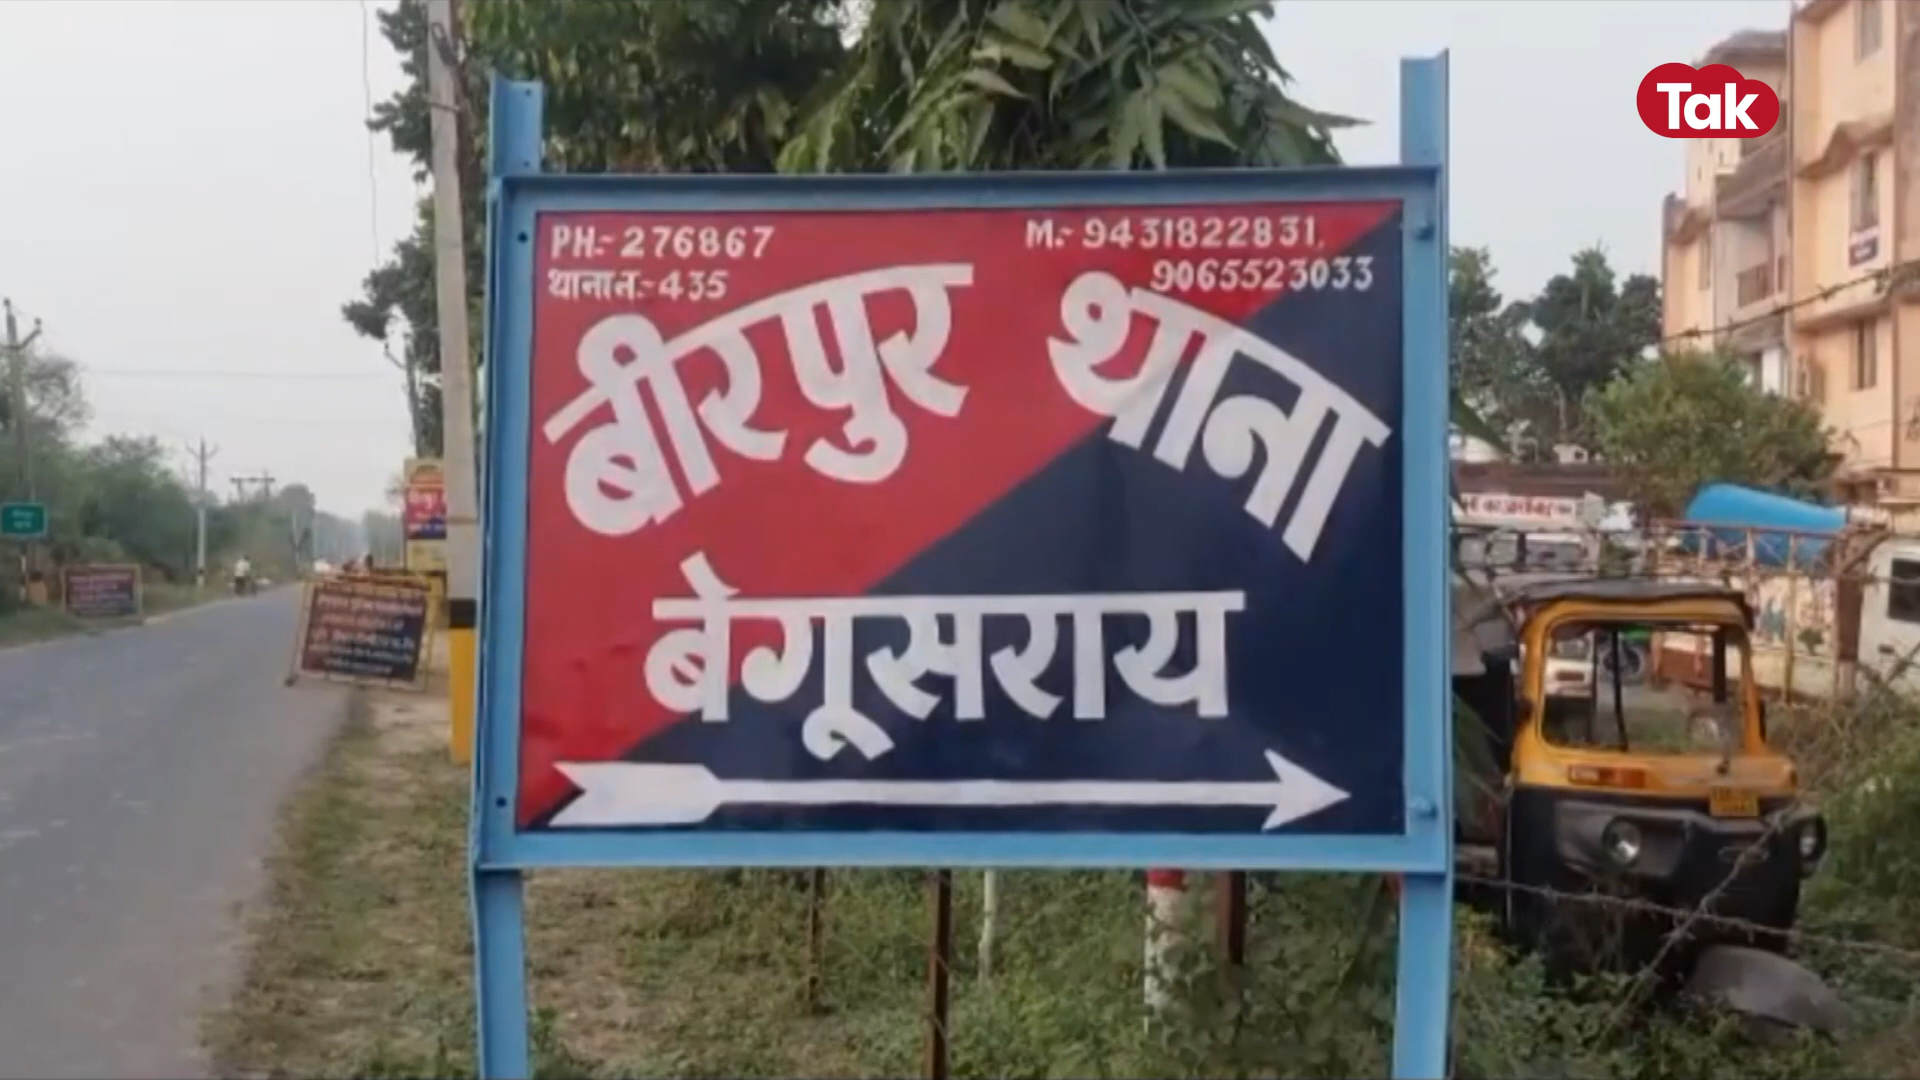 Tak
PH:- 276867
M:- 9431822831,
थाना नं:- 435
9065523033
बीरपुर थाना
बेगूसराय